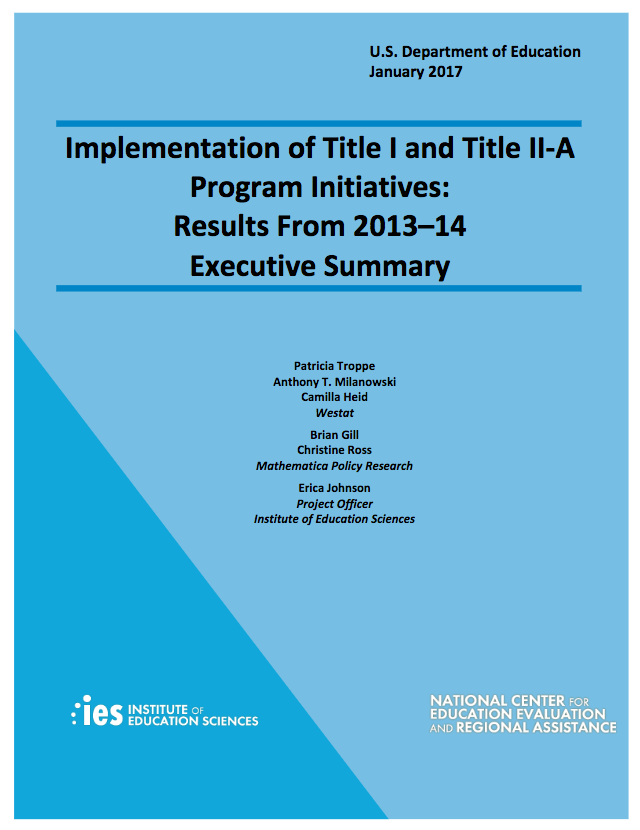 U.S. Department of Education
January 2017
Implementation of Title I and Title II-A
Program Initiatives:
Results From 2013–14
Executive Summary
Patricia Troppe
Anthony T. Milanowski
Camilla Heid
Westat
Brian Gill
Christine Ross
Mathematica Policy Research
Erica Johnson
Project Officer
Institute of Education Sciences
ies INSTITUTE OF
EDUCATION SCIENCES
NATIONAL CENTER FOR
EDUCATION EVALUATION
AND REGIONAL ASSISTANCE